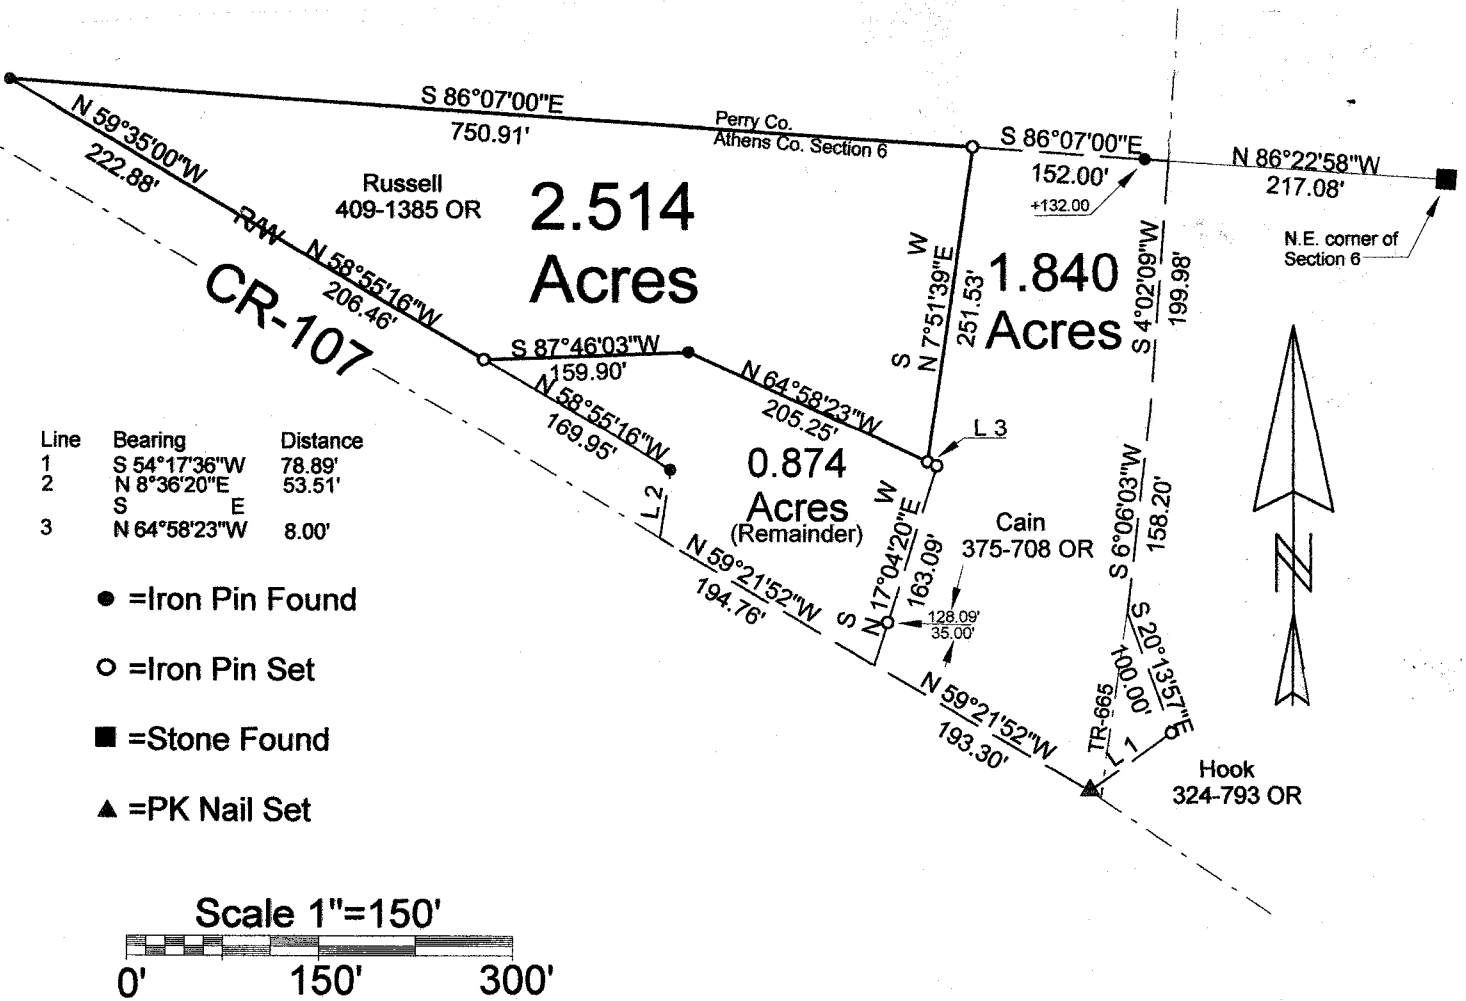 S 86°07'00"E
750.91'
Perry Co.
Athens Co. Section 6
S 86°07'00"E
152.00'
+132.00
N 86°22'58"W
217.08'
N.E. corner of
Section 6
N 59°35'00"W
222.88'
R/W
Russell
409-1385 OR
2.514
Acres
N 58°55'16"W
206.46'
CR-107
S 87°46'03"W
159.90'
N 58°55'16"W
169.95'
N 64°58'23"W
205.25'
S W
N 7°51'39"E
251.53'
1.840
Acres
S 4°02'09"W
199.98'
L 3
0.874
Acres
(Remainder)
L 2
S W
N 17°04'20"E
163.09'
Cain
375-708 OR
128.09'
35.00'
S 6°06'03"W
158.20'
N 59°21'52"W
194.76'
N 59°21'52"W
193.30'
S 20°13'57"E
100.00'
TR-665
L 1
Hook
324-793 OR
N
Line Bearing Distance
1 S 54°17'36"W 78.89'
2 N 8°36'20"E 53.51'
S E
3 N 64°58'23"W 8.00'
=Iron Pin Found
=Iron Pin Set
=Stone Found
=PK Nail Set
Scale 1"=150'
0' 150' 300'